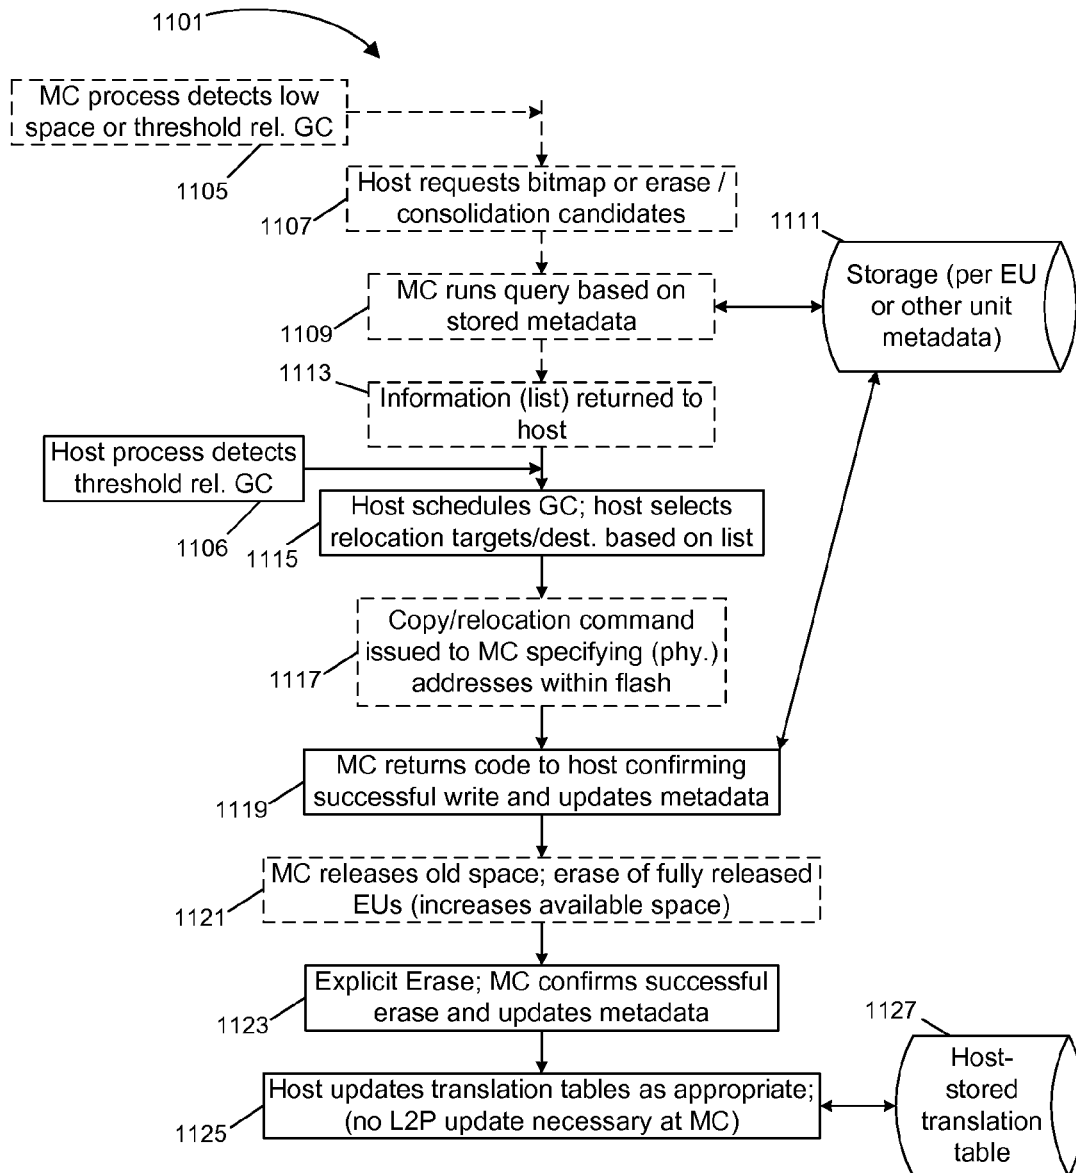 1101
MC process detects low
space or threshold rel. GC
1105
Host requests bitmap or erase /
consolidation candidates
1107
1111
Storage (per EU
or other unit
metadata)
MC runs query based on
stored metadata
1109
1113
Information (list) returned to
host
Host process detects
threshold rel. GC
1106
Host schedules GC; host selects
relocation targets/dest. based on list
1115
Copy/relocation command
issued to MC specifying (phy.)
addresses within flash
1117
MC returns code to host confirming
successful write and updates metadata
1119
MC releases old space; erase of fully released
EUs (increases available space)
1121
Explicit Erase; MC confirms successful
erase and updates metadata
1123
1127
Host-
stored
translation
table
Host updates translation tables as appropriate;
(no L2P update necessary at MC)
1125